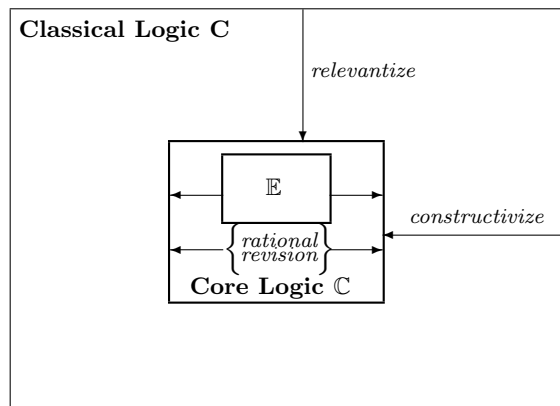 Classical Logic C
relevantize
𝔼
constructivize
rational
revision
Core Logic ℂ